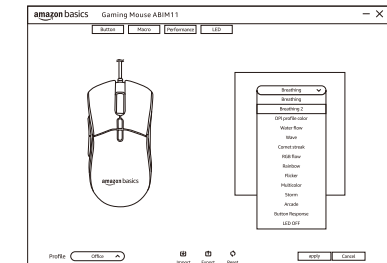 amazon basics Gaming Mouse ABIM11
Button Macro Performance LED
Breathing
Breathing
Breathing 2
DPI profile color
Water flow
Wave
Comet streak
RGB flow
Rainbow
Flicker
Multicolor
Storm
Arcade
Button Response
LED OFF
amazon basics
Profile Office
Import Export Reset
apply Cancel